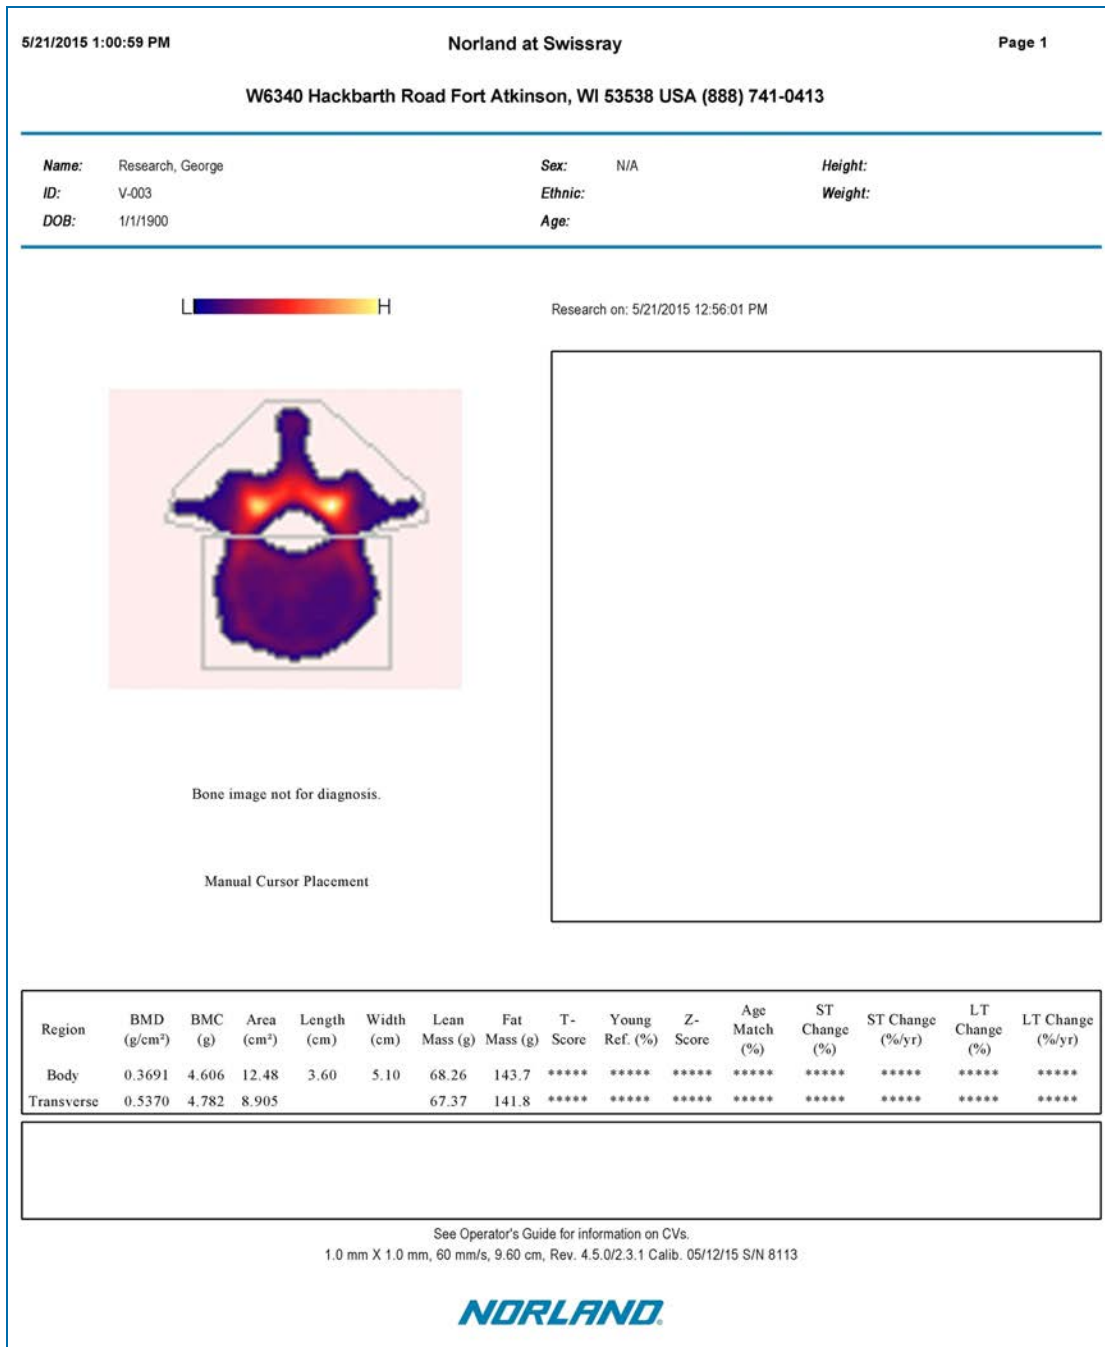 5/21/2015 1:00:59 PM Norland at Swissray Page 1
W6340 Hackbarth Road Fort Atkinson, WI 53538 USA (888) 741-0413
Name: Research, George Sex: N/A Height:
ID: V-003 Ethnic: Weight:
DOB: 1/1/1900 Age:
L H
Research on: 5/21/2015 12:56:01 PM
Bone image not for diagnosis.
Manual Cursor Placement
Region BMD (g/cm²) BMC (g) Area (cm²) Length (cm) Width (cm) Lean Mass (g) Fat Mass (g) T-Score Young Ref. (%) Z-Score Age Match (%) ST Change (%) ST Change (%/yr) LT Change (%) LT Change (%/yr)
Body 0.3691 4.606 12.48 3.60 5.10 68.26 143.7 ***** ***** ***** ***** ***** ***** ***** *****
Transverse 0.5370 4.782 8.905 67.37 141.8 ***** ***** ***** ***** ***** ***** ***** *****
See Operator's Guide for information on CVs.
1.0 mm X 1.0 mm, 60 mm/s, 9.60 cm, Rev. 4.5.0/2.3.1 Calib. 05/12/15 S/N 8113
NORLAND®